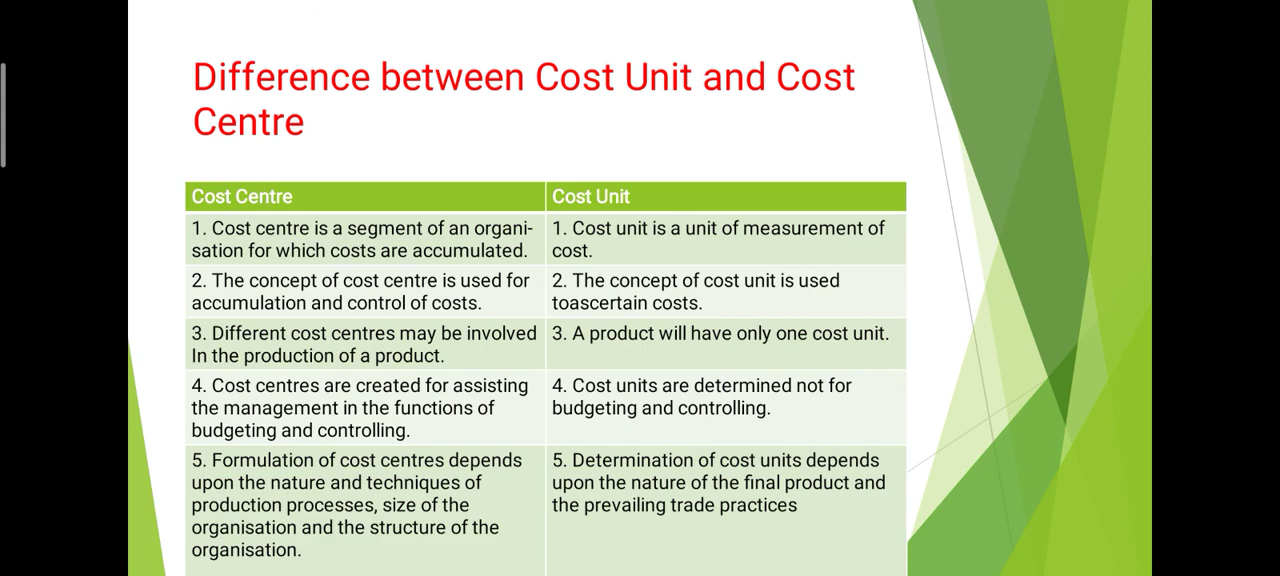 Difference between Cost Unit and Cost
Centre
Cost Centre
Cost Unit
1. Cost centre is a segment of an organi-
sation for which costs are accumulated.
1. Cost unit is a unit of measurement of
cost.
2. The concept of cost centre is used for
accumulation and control of costs.
2. The concept of cost unit is used
toascertain costs.
3. Different cost centres may be involved
In the production of a product.
3. A product will have only one cost unit.
4. Cost centres are created for assisting
the management in the functions of
budgeting and controlling.
4. Cost units are determined not for
budgeting and controlling.
5. Formulation of cost centres depends
upon the nature and techniques of
production processes, size of the
organisation and the structure of the
organisation.
5. Determination of cost units depends
upon the nature of the final product and
the prevailing trade practices